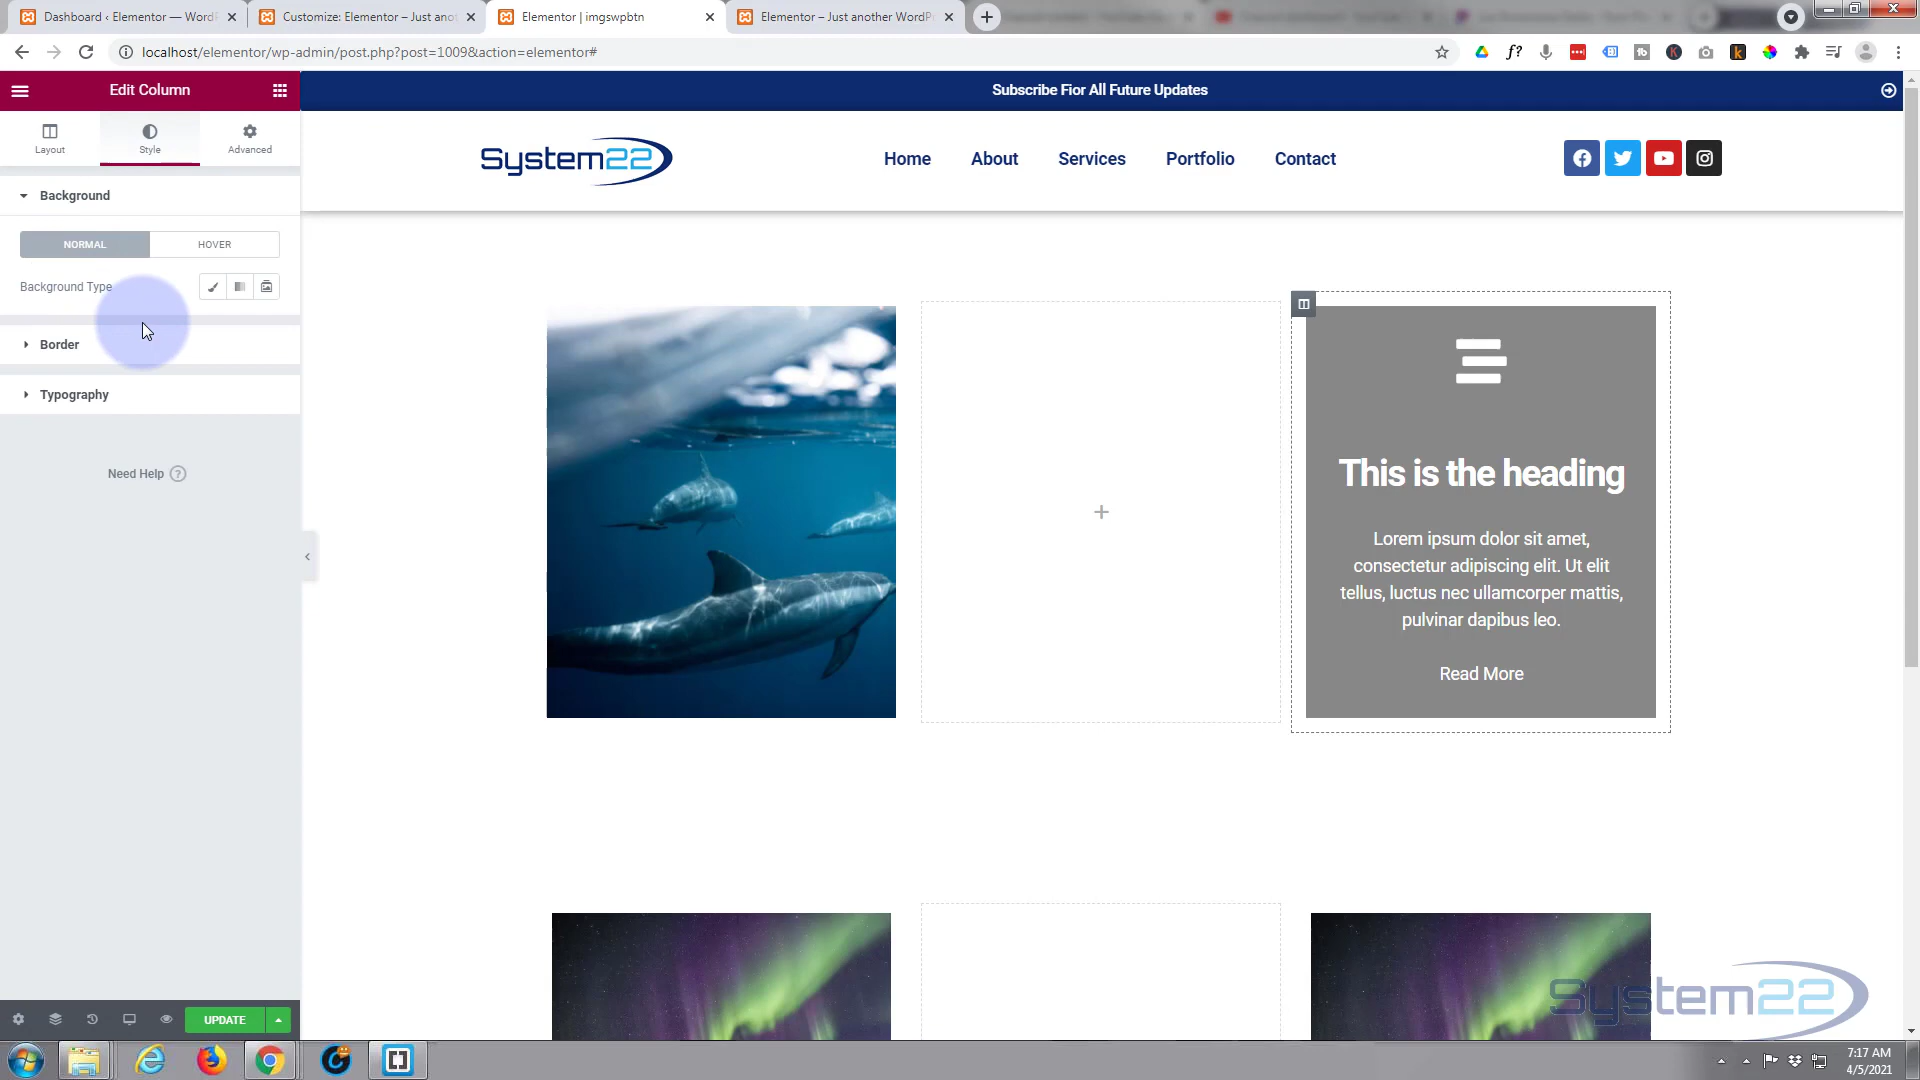 Dashboard ‹ Elementor — WordP
Customize: Elementor – Just anot
Elementor | imgswpbtn
Elementor – Just another WordP
localhost/elementor/wp-admin/post.php?post=1009&action=elementor#
Edit Column
Subscribe Fior All Future Updates
Layout
Style
Advanced
System22
Home
About
Services
Portfolio
Contact
Background
NORMAL
HOVER
Background Type
Border
Typography
Need Help ?
This is the heading
Lorem ipsum dolor sit amet,
consectetur adipiscing elit. Ut elit
tellus, luctus nec ullamcorper mattis,
pulvinar dapibus leo.
Read More
System22
UPDATE
7:17 AM
4/5/2021